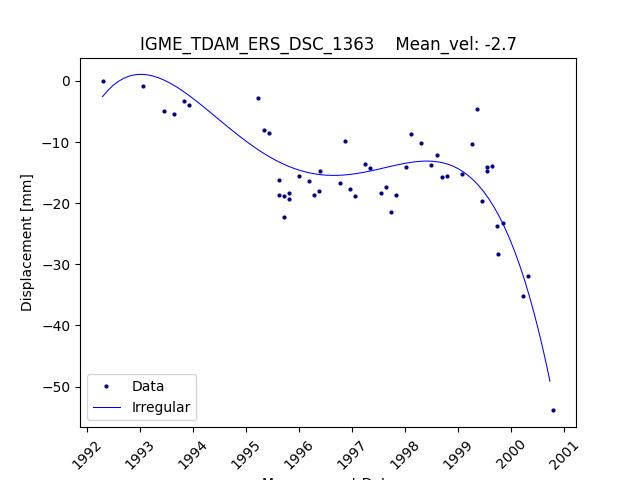 IGME_TDAM_ERS_DSC_1363    Mean_vel: -2.7
Displacement [mm]
0
−10
−20
−30
−40
−50
Data
Irregular
1992 1993 1994 1995 1996 1997 1998 1999 2000 2001